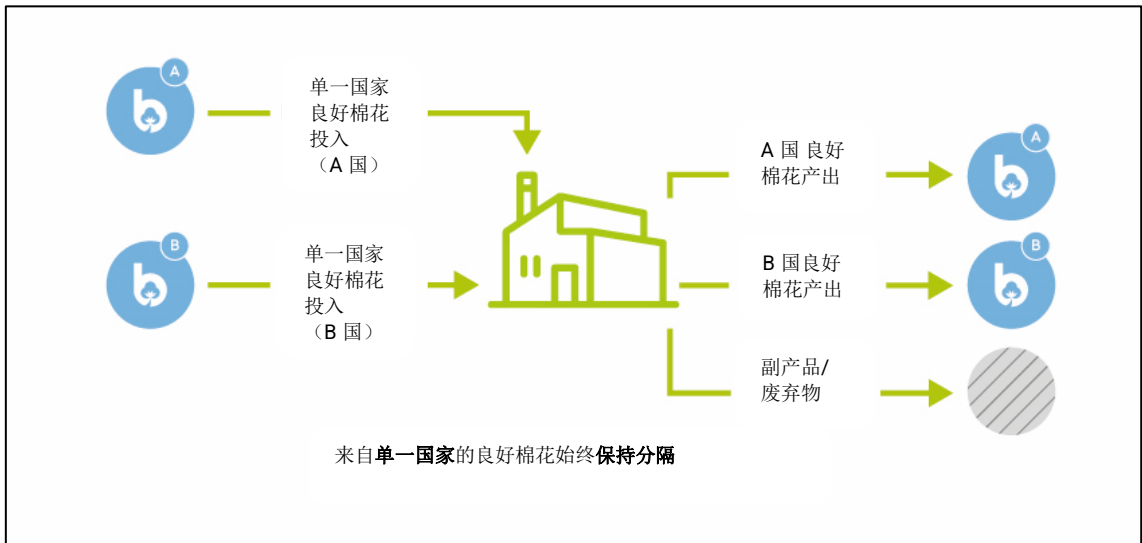 A
单一国家
良好棉花
投入
（A 国）
A 国 良好
棉花产出
A
B
单一国家
良好棉花
投入
（B 国）
B 国良好
棉花产出
B
副产品/
废弃物
来自单一国家的良好棉花始终保持分隔